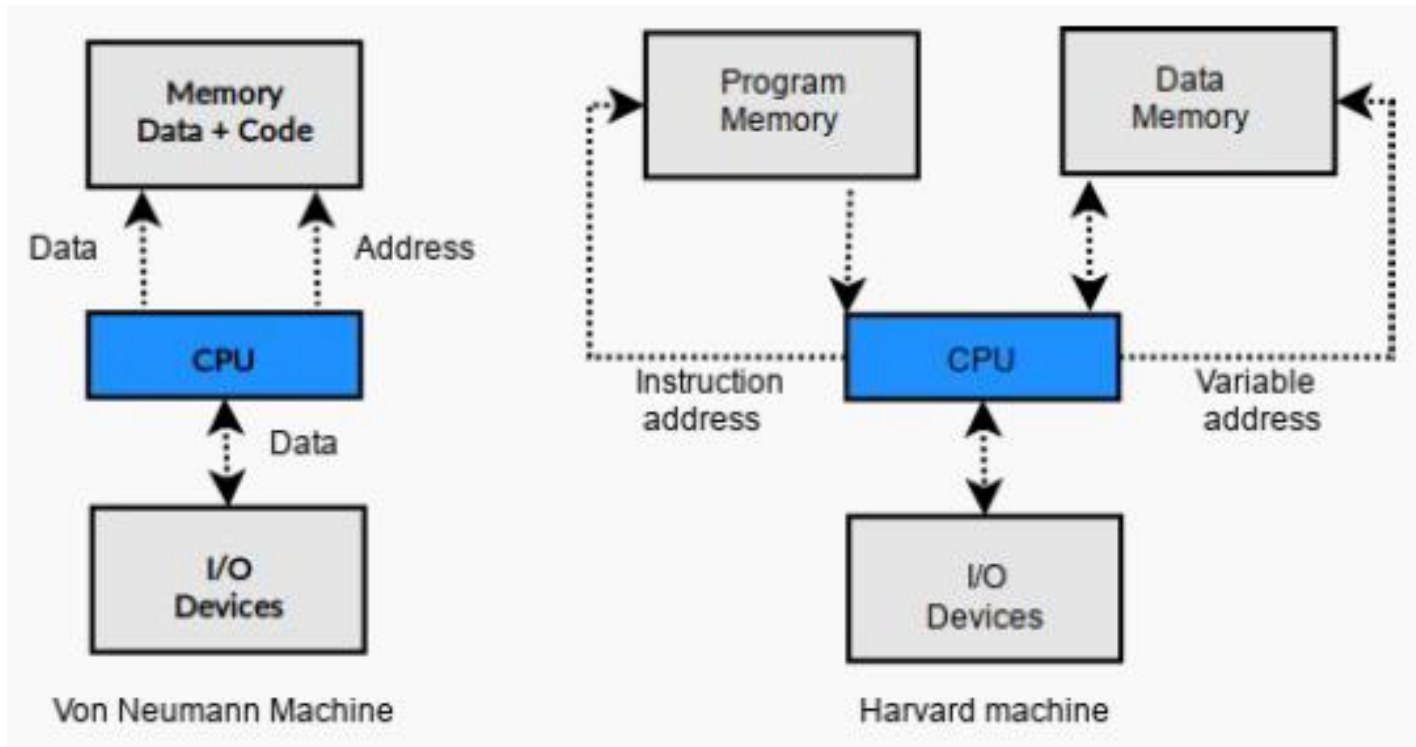 Memory
Data + Code
Data
Address
CPU
Data
I/O
Devices
Von Neumann Machine
Program
Memory
Data
Memory
CPU
Instruction
address
Variable
address
I/O
Devices
Harvard machine